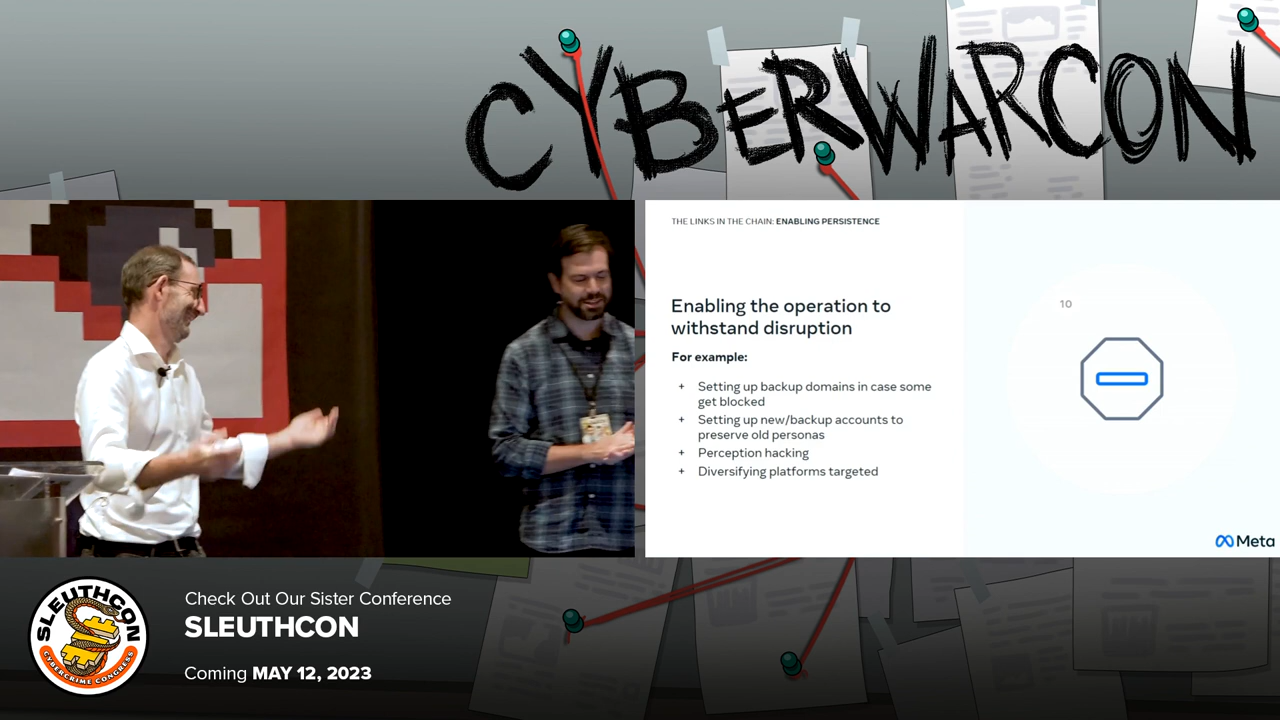 CYBERWARCON
THE LINKS IN THE CHAIN: ENABLING PERSISTENCE
Enabling the operation to
withstand disruption
For example:
+ Setting up backup domains in case some
get blocked
+ Setting up new/backup accounts to
preserve old personas
+ Perception hacking
+ Diversifying platforms targeted
10
Meta
SLEUTHCON
CYBERCRIME CONGRESS
Check Out Our Sister Conference
SLEUTHCON
Coming MAY 12, 2023